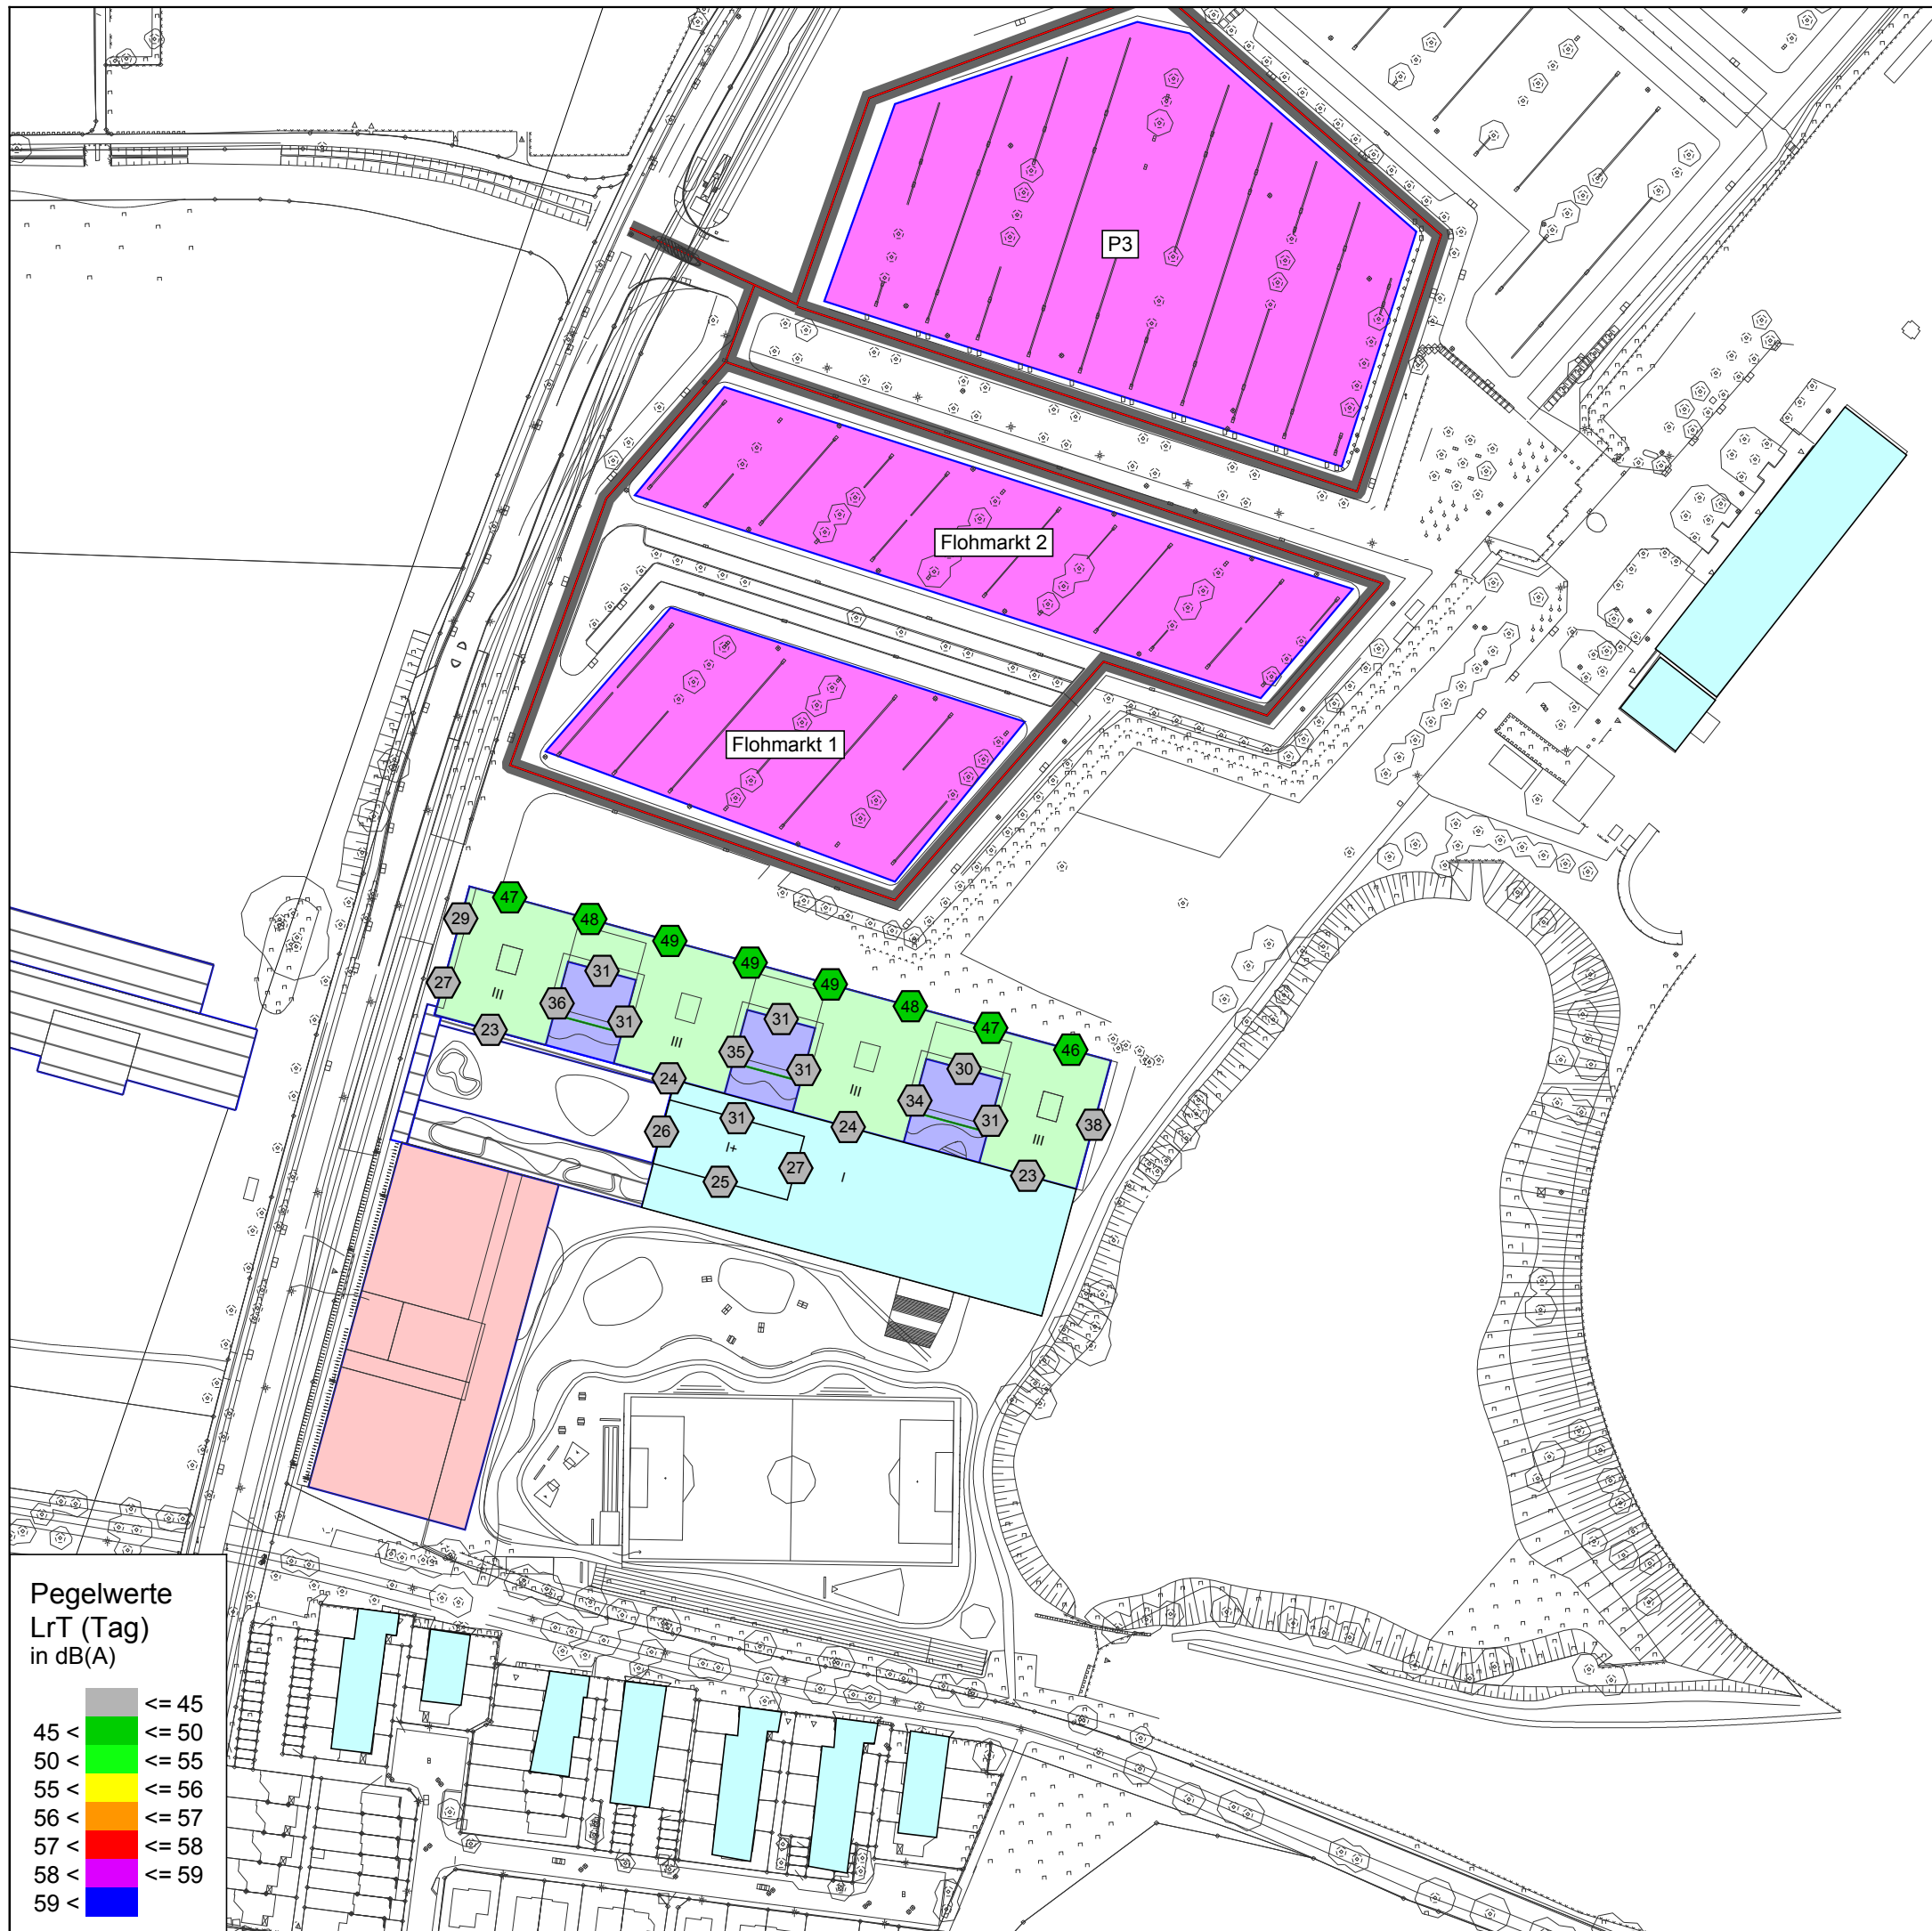 P3
Flohmarkt 2
Flohmarkt 1
47
29
48
49
49
31
49
27
36
48
31
31
23
47
35
46
31
30
24
34
31
31
24
38
26
I+
27
I
25
23
III
III
III
III
Pegelwerte
LrT (Tag)
in dB(A)
<= 45
45 < <= 50
50 < <= 55
55 < <= 56
56 < <= 57
57 < <= 58
58 < <= 59
59 <